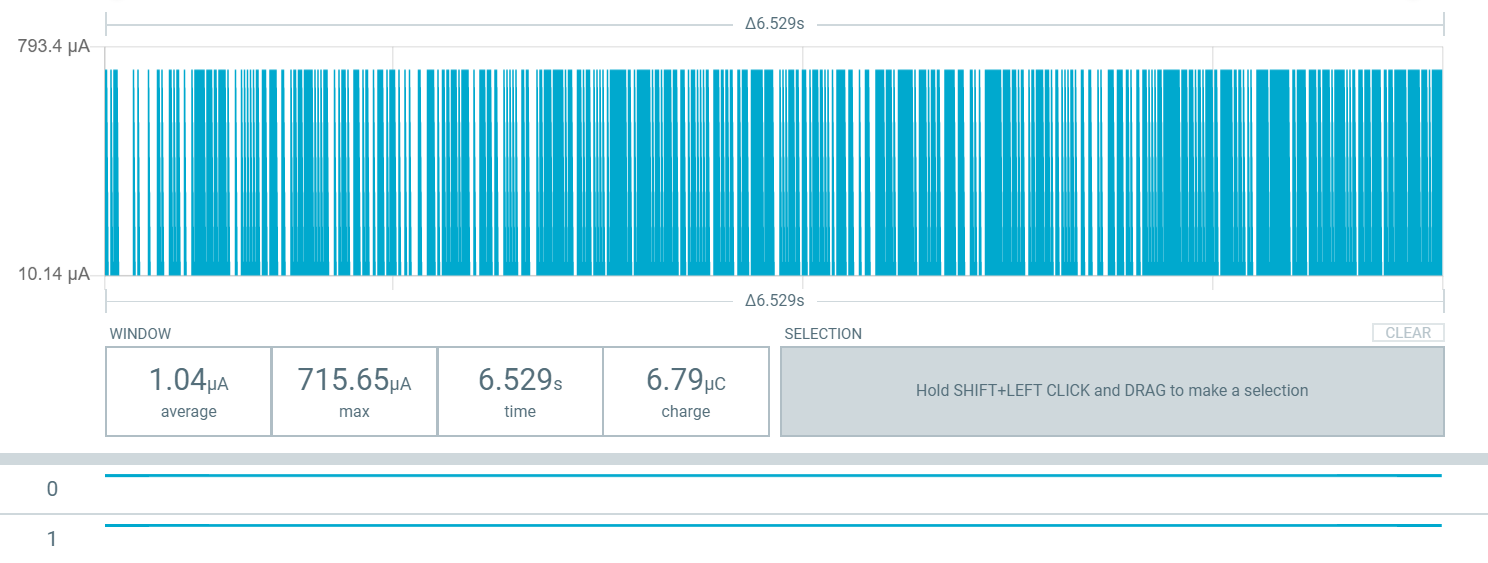 Δ6.529s
793.4 μA
10.14 μA
Δ6.529s
WINDOW
SELECTION
CLEAR
1.04μA
average
715.65μA
max
6.529s
time
6.79μC
charge
Hold SHIFT+LEFT CLICK and DRAG to make a selection
0
1